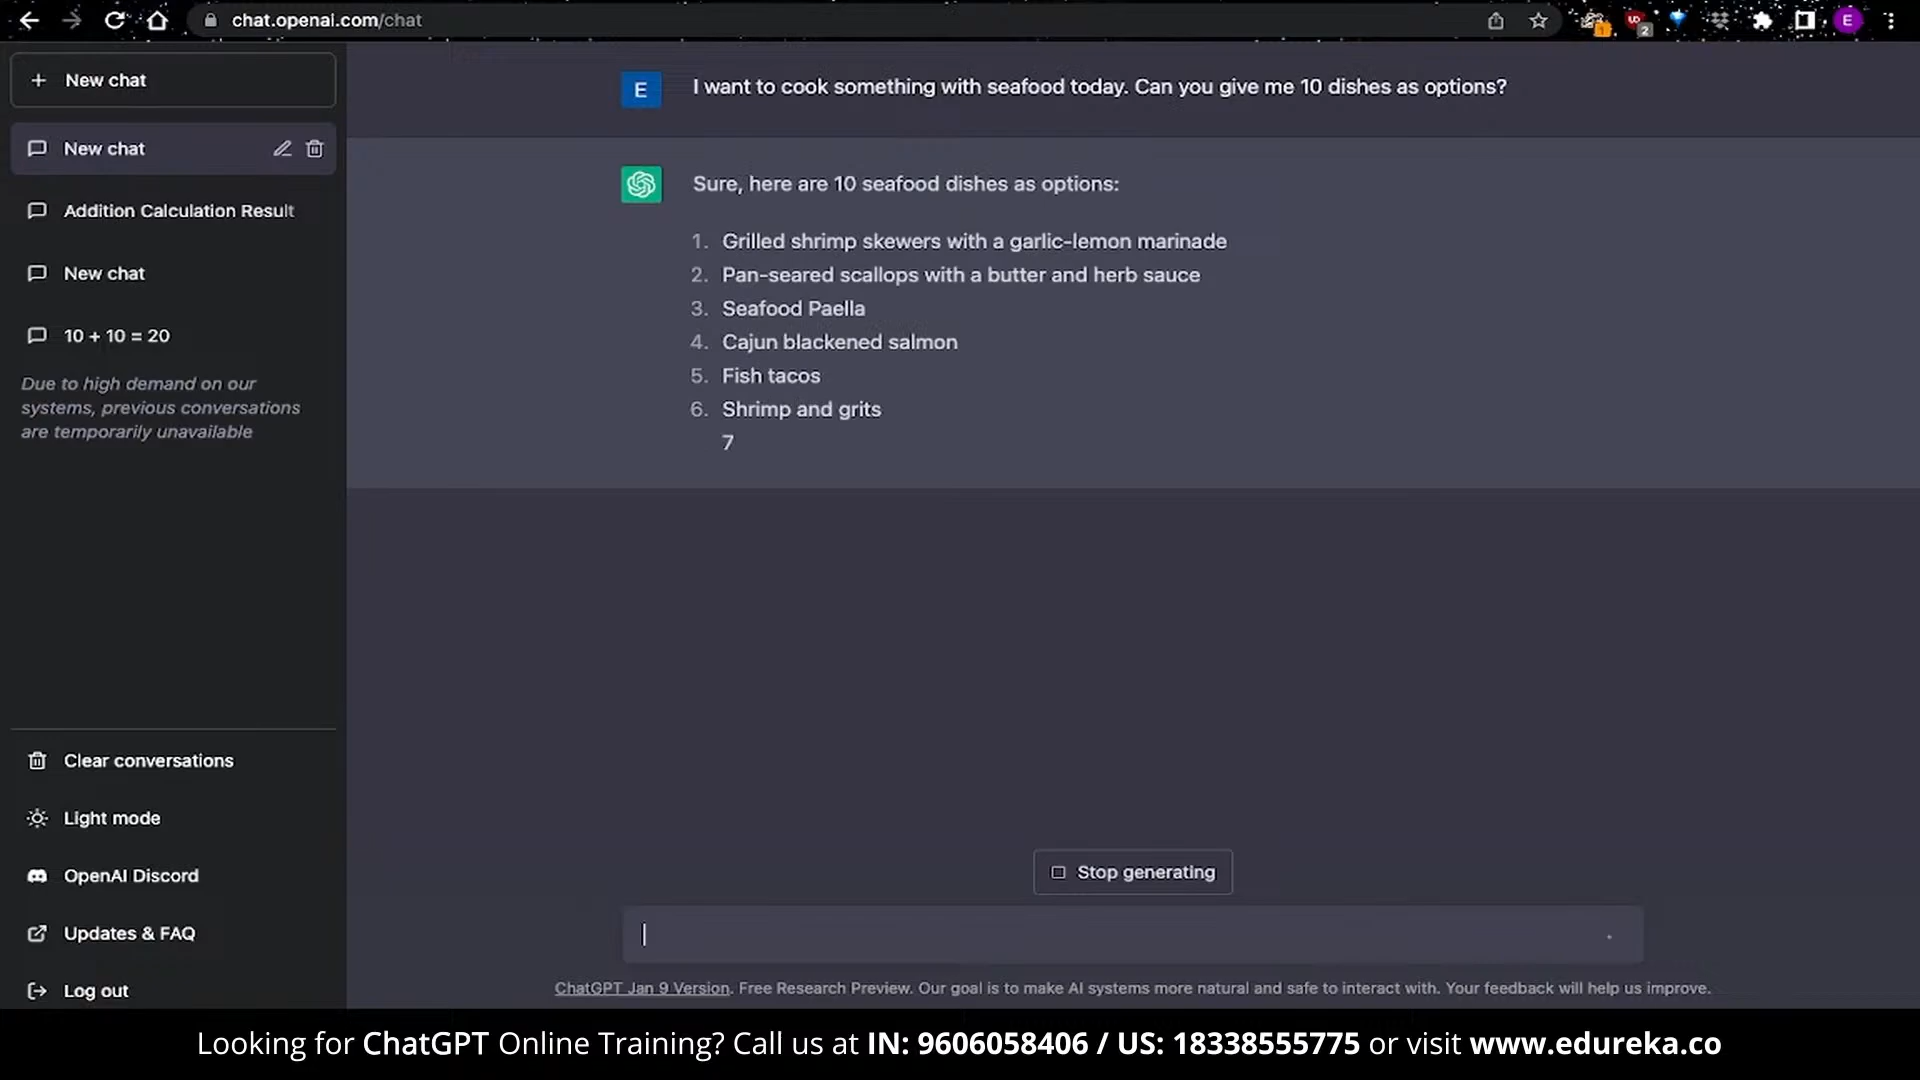 chat.openai.com/chat
E
New chat
New chat
Addition Calculation Result
New chat
10 + 10 = 20
Due to high demand on our
systems, previous conversations
are temporarily unavailable
Clear conversations
Light mode
OpenAI Discord
Updates & FAQ
Log out
E
I want to cook something with seafood today. Can you give me 10 dishes as options?
Sure, here are 10 seafood dishes as options:
1. Grilled shrimp skewers with a garlic-lemon marinade
2. Pan-seared scallops with a butter and herb sauce
3. Seafood Paella
4. Cajun blackened salmon
5. Fish tacos
6. Shrimp and grits
7
Stop generating
ChatGPT Jan 9 Version. Free Research Preview. Our goal is to make AI systems more natural and safe to interact with. Your feedback will help us improve.
Looking for ChatGPT Online Training? Call us at IN: 9606058406 / US: 18338555775 or visit www.edureka.co